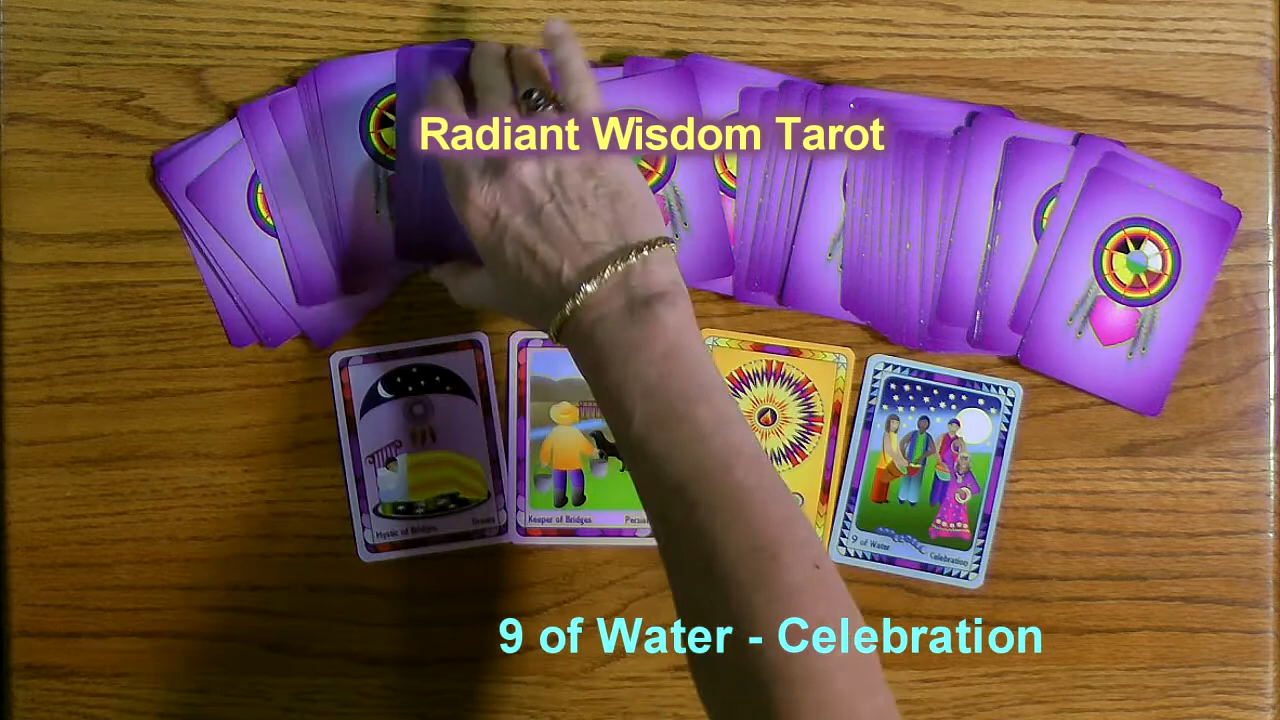 Radiant Wisdom Tarot
Mystic of Bridges
Dreams
Keeper of Bridges
9 of Water
Celebration
9 of Water - Celebration